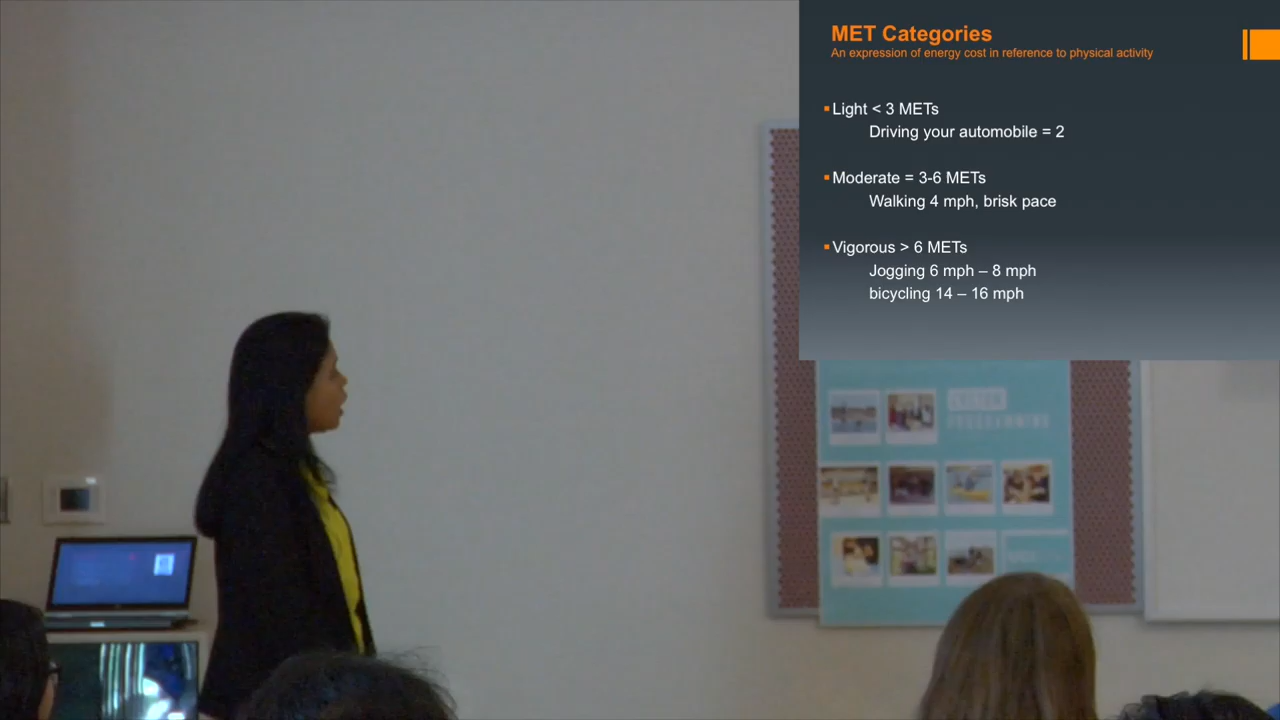 MET Categories
An expression of energy cost in reference to physical activity
▪Light < 3 METs
Driving your automobile = 2
▪Moderate = 3-6 METs
Walking 4 mph, brisk pace
▪Vigorous > 6 METs
Jogging 6 mph – 8 mph
bicycling 14 – 16 mph